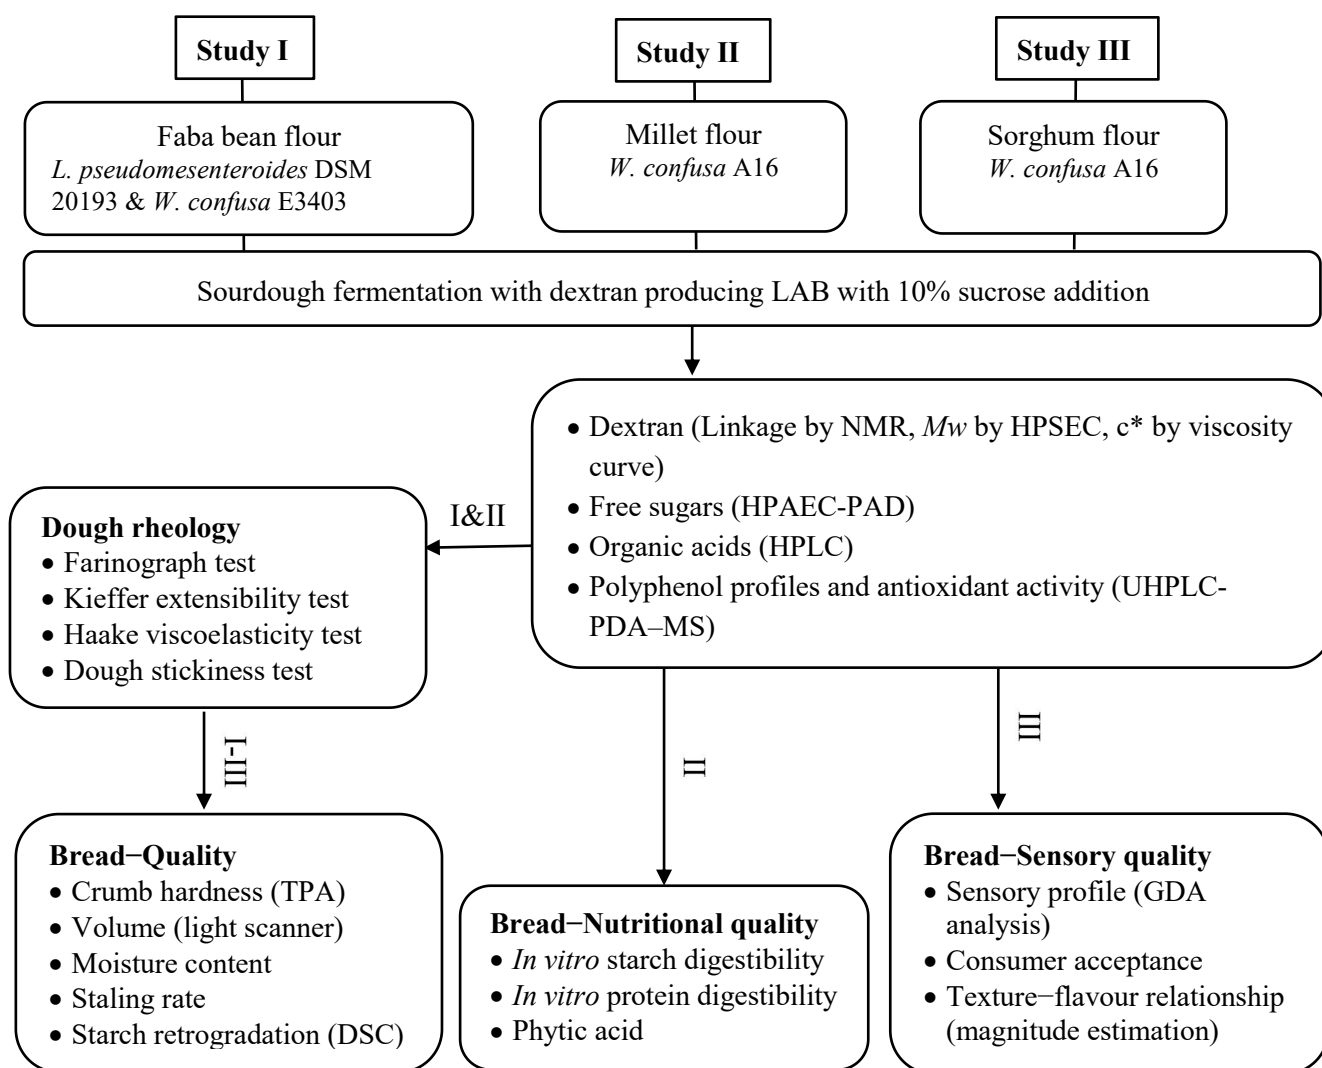 Study I
Study II
Study III
Faba bean flour
L. pseudomesenteroides DSM
20193 & W. confusa E3403
Millet flour
W. confusa A16
Sorghum flour
W. confusa A16
Sourdough fermentation with dextran producing LAB with 10% sucrose addition
• Dextran (Linkage by NMR, Mw by HPSEC, c* by viscosity
curve)
• Free sugars (HPAEC-PAD)
• Organic acids (HPLC)
• Polyphenol profiles and antioxidant activity (UHPLC-
PDA–MS)
I&II
Dough rheology
• Farinograph test
• Kieffer extensibility test
• Haake viscoelasticity test
• Dough stickiness test
I-III
II
III
Bread−Quality
• Crumb hardness (TPA)
• Volume (light scanner)
• Moisture content
• Staling rate
• Starch retrogradation (DSC)
Bread−Nutritional quality
• In vitro starch digestibility
• In vitro protein digestibility
• Phytic acid
Bread−Sensory quality
• Sensory profile (GDA
analysis)
• Consumer acceptance
• Texture−flavour relationship
(magnitude estimation)